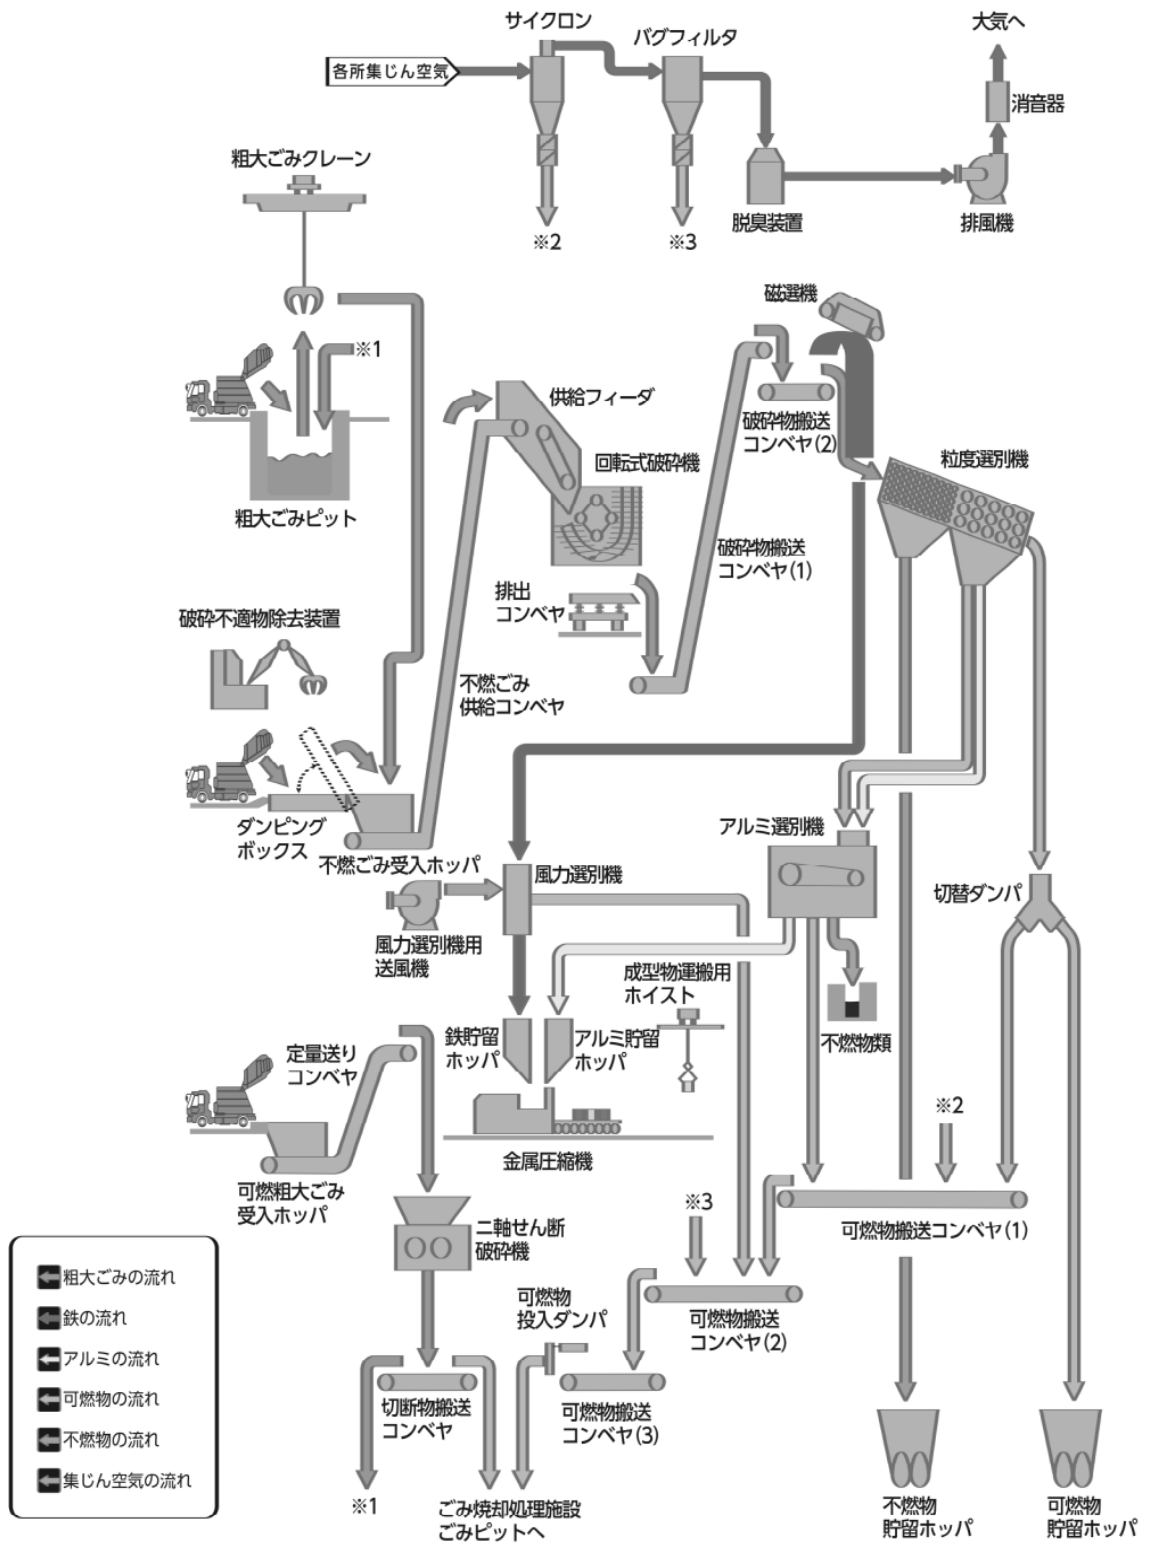 サイクロン
バグフィルタ
大気へ
各所集じん空気
消音器
粗大ごみクレーン
脱臭装置
排風機
※2
※3
磁選機
※1
供給フィーダ
破砕物搬送
コンベヤ(2)
粒度選別機
回転式破砕機
粗大ごみピット
破砕物搬送
コンベヤ(1)
排出
コンベヤ
破砕不適物除去装置
不燃ごみ
供給コンベヤ
ダンピング
ボックス
不燃ごみ受入ホッパ
アルミ選別機
風力選別機
切替ダンパ
風力選別機用
送風機
成型物運搬用
ホイスト
鉄貯留
ホッパ
アルミ貯留
ホッパ
不燃物類
定量送り
コンベヤ
※2
金属圧縮機
可燃粗大ごみ
受入ホッパ
※3
可燃物搬送コンベヤ(1)
二軸せん断
破砕機
可燃物
投入ダンパ
可燃物搬送
コンベヤ(2)
切断物搬送
コンベヤ
可燃物搬送
コンベヤ(3)
※1
ごみ焼却処理施設
ごみピットへ
不燃物
貯留ホッパ
可燃物
貯留ホッパ
粗大ごみの流れ
鉄の流れ
アルミの流れ
可燃物の流れ
不燃物の流れ
集じん空気の流れ